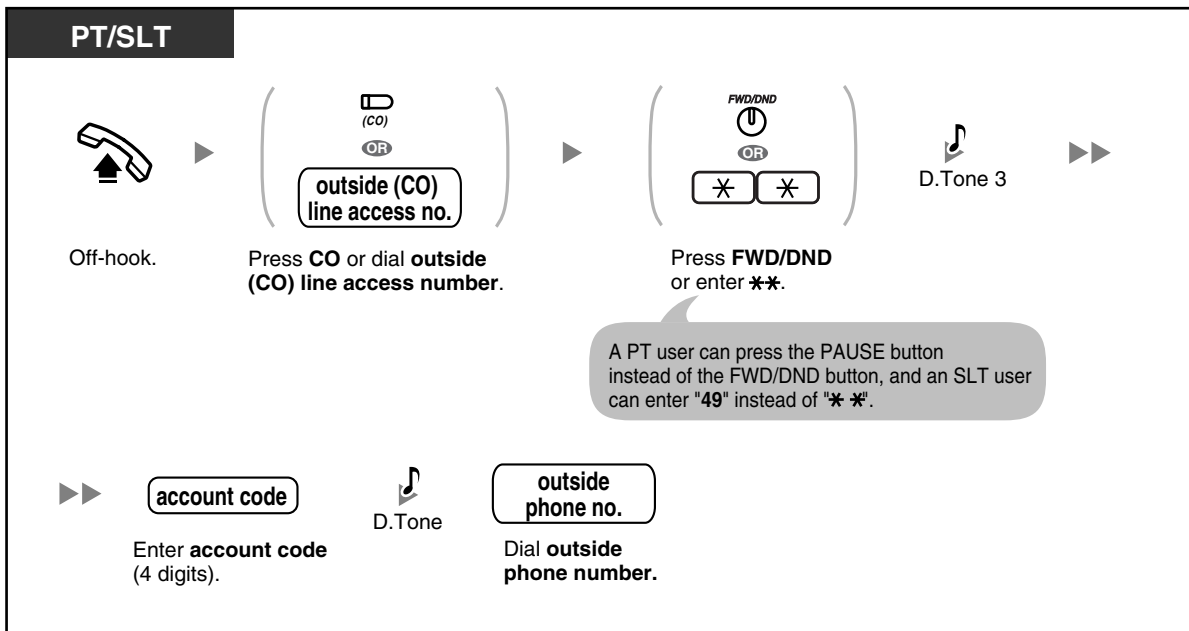 PT/SLT
(CO)
OR
outside (CO)
line access no.
FWD/DND
OR
* *
D.Tone 3
Off-hook.
Press CO or dial outside
(CO) line access number.
Press FWD/DND
or enter **.
A PT user can press the PAUSE button
instead of the FWD/DND button, and an SLT user
can enter "49" instead of "* *".
account code
D.Tone
outside
phone no.
Enter account code
(4 digits).
Dial outside
phone number.